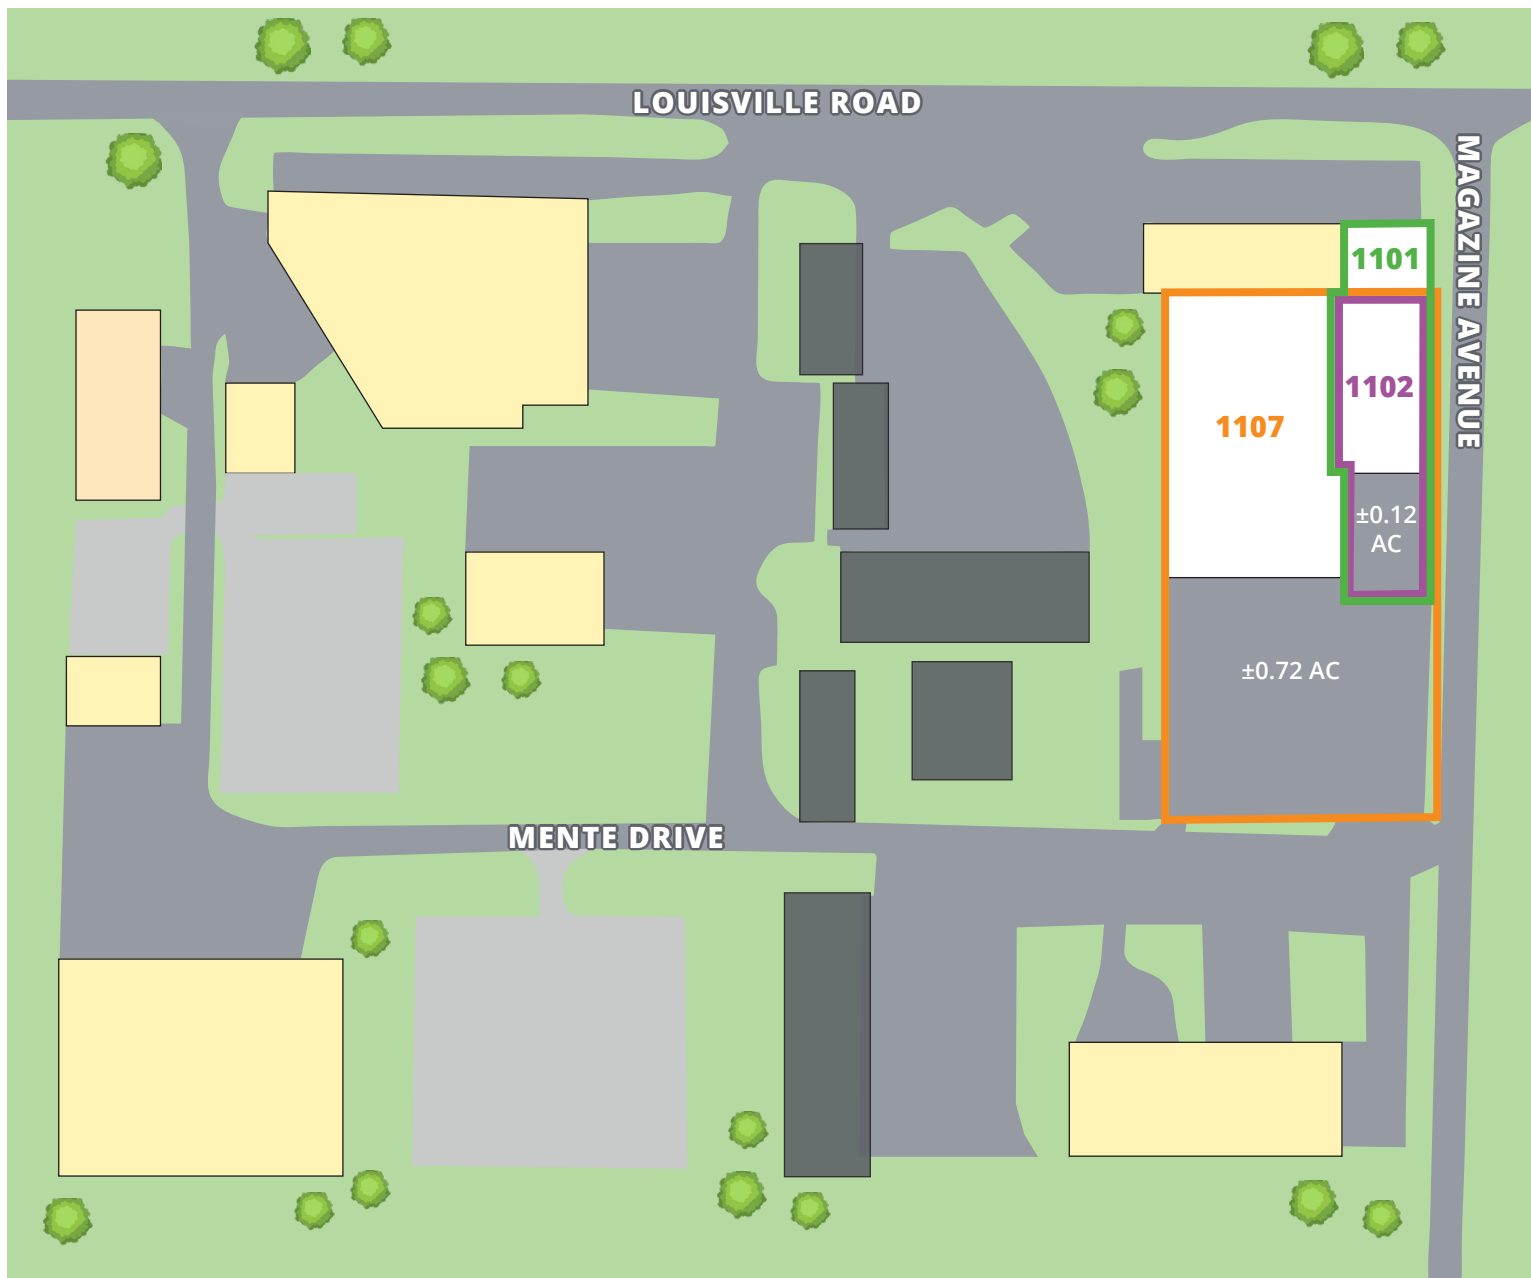 LOUISVILLE ROAD
MAGAZINE AVENUE
1101
1102
1107
±0.12
AC
±0.72 AC
MENTE DRIVE